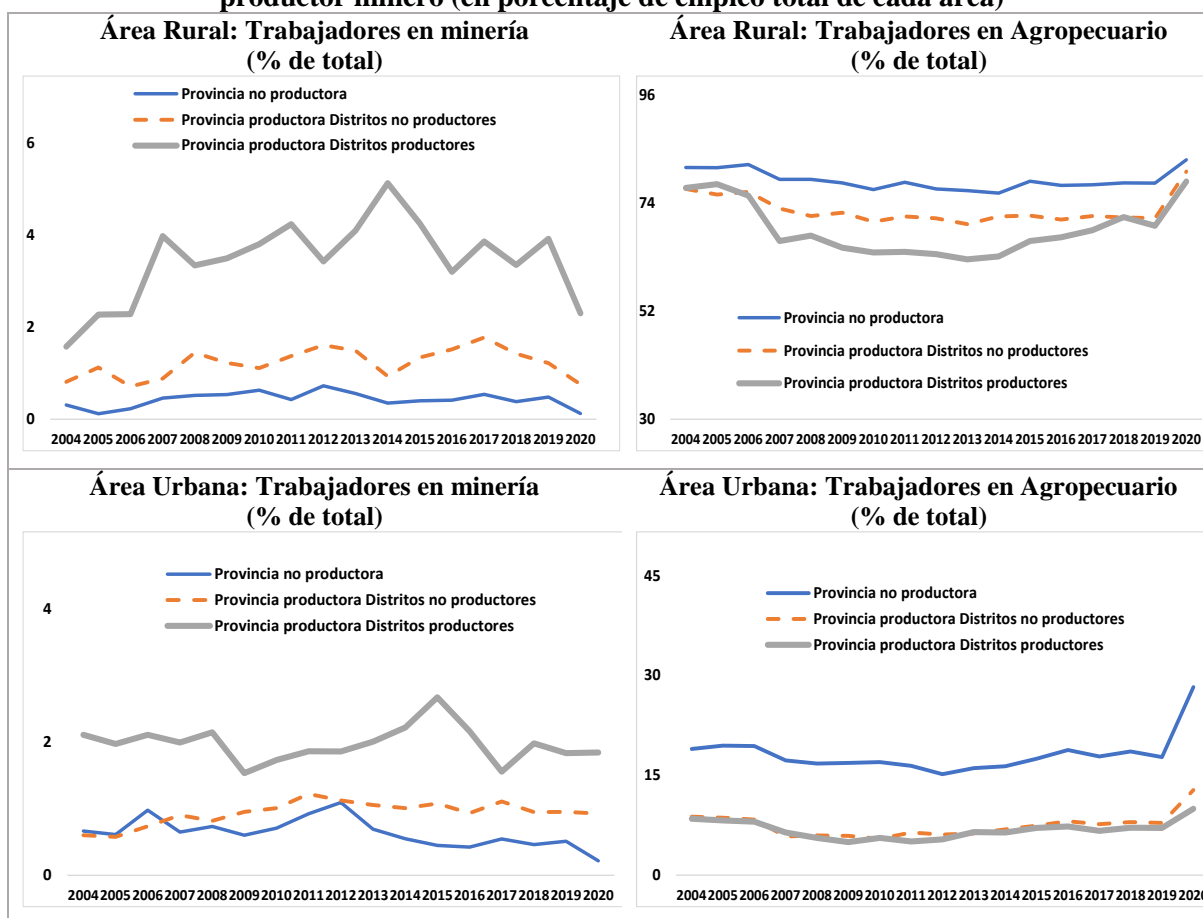 productor minero (en porcentaje de empleo total de cada área)
Área Rural: Trabajadores en minería
(% de total)
Provincia no productora
Provincia productora Distritos no productores
Provincia productora Distritos productores
6
4
2
0
2004 2005 2006 2007 2008 2009 2010 2011 2012 2013 2014 2015 2016 2017 2018 2019 2020
Área Rural: Trabajadores en Agropecuario
(% de total)
96
74
52
30
Provincia no productora
Provincia productora Distritos no productores
Provincia productora Distritos productores
2004 2005 2006 2007 2008 2009 2010 2011 2012 2013 2014 2015 2016 2017 2018 2019 2020
Área Urbana: Trabajadores en minería
(% de total)
Provincia no productora
Provincia productora Distritos no productores
Provincia productora Distritos productores
4
2
0
2004 2005 2006 2007 2008 2009 2010 2011 2012 2013 2014 2015 2016 2017 2018 2019 2020
Área Urbana: Trabajadores en Agropecuario
(% de total)
45
30
15
0
Provincia no productora
Provincia productora Distritos no productores
Provincia productora Distritos productores
2004 2005 2006 2007 2008 2009 2010 2011 2012 2013 2014 2015 2016 2017 2018 2019 2020